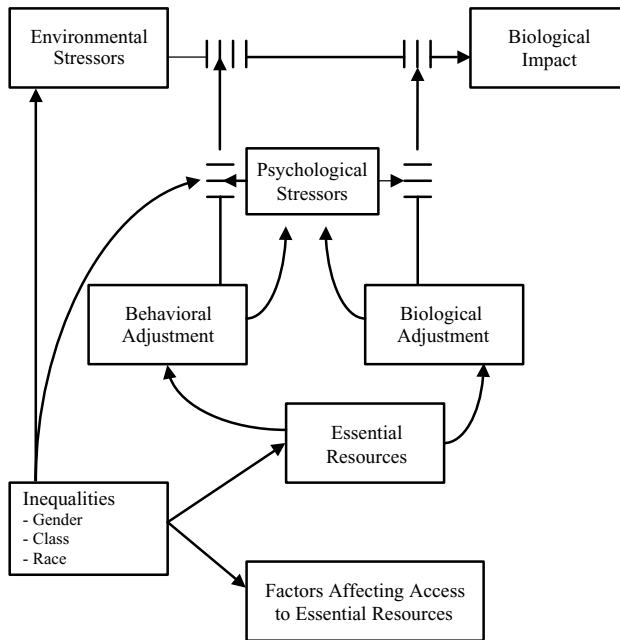 Environmental
Stressors
Biological
Impact
Psychological
Stressors
Behavioral
Adjustment
Biological
Adjustment
Essential
Resources
Inequalities
- Gender
- Class
- Race
Factors Affecting Access
to Essential Resources